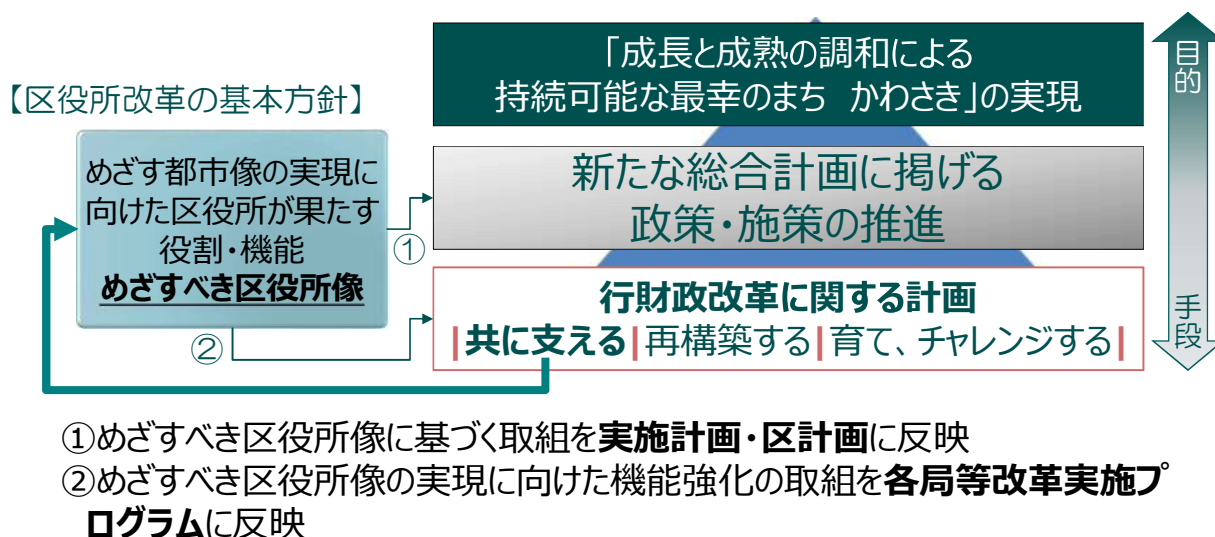 「成長と成熟の調和による
持続可能な最幸のまち　かわさき」の実現
目的
【区役所改革の基本方針】
めざす都市像の実現に
向けた区役所が果たす
役割・機能
めざすべき区役所像
①
新たな総合計画に掲げる
政策・施策の推進
②
行財政改革に関する計画
|共に支える|再構築する|育て、チャレンジする|
手段
①めざすべき区役所像に基づく取組を実施計画・区計画に反映
②めざすべき区役所像の実現に向けた機能強化の取組を各局等改革実施プ
ログラムに反映